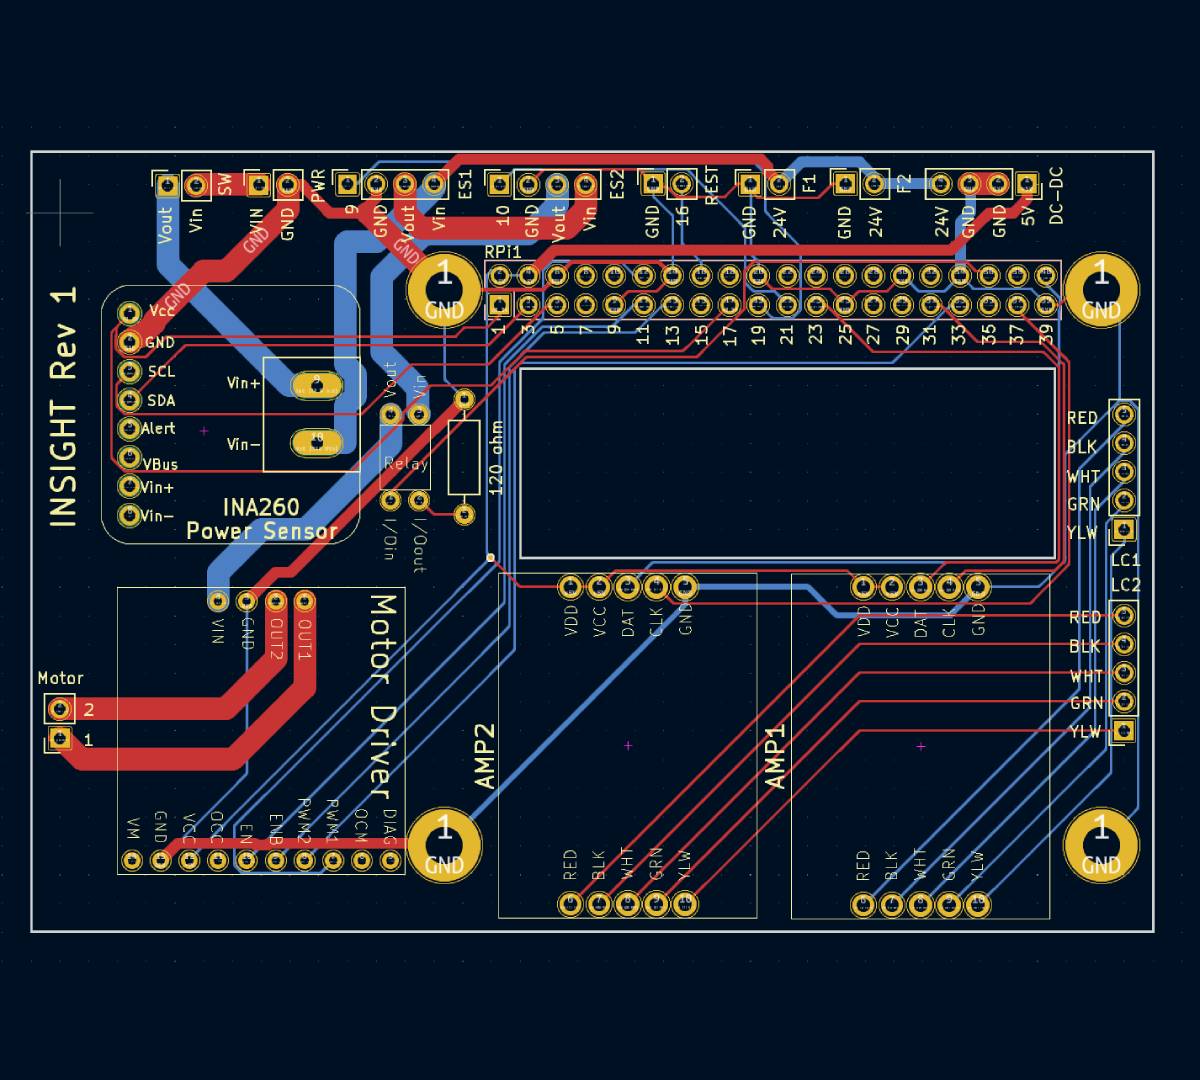 SW
PWR
ES1
ES2
REST
F1
F2
DC-DC
Vout
Vin
VIN
GND
9
GND
Vout
Vin
10
GND
Vout
Vin
GND
16
GND
24V
GND
24V
24V
GND
GND
5V
GND
GND
GND
RPi1
1
GND
1
GND
1 3 5 7 9 11 13 15 17 19 21 23 25 27 29 31 33 35 37 39
INSIGHT Rev 1
Vcc
GND
SCL
SDA
Alert
VBus
Vin+
Vin-
Vin+
Vin-
9
10
INA260
Power Sensor
Vout
Vin
Relay
I/Oin
I/Oout
120 ohm
RED
BLK
WHT
GRN
YLW
LC1
LC2
RED
BLK
WHT
GRN
YLW
VIN
GND
OUT2
OUT1
Motor Driver
Motor
2
1
VM
GND
VCC
OCC
EN
ENB
PWM2
PWM1
OCM
DIAG
VDD
VCC
DAT
CLK
GND
AMP2
RED
BLK
WHT
GRN
YLW
VDD
VCC
DAT
CLK
GND
AMP1
RED
BLK
WHT
GRN
YLW
1
GND
1
GND